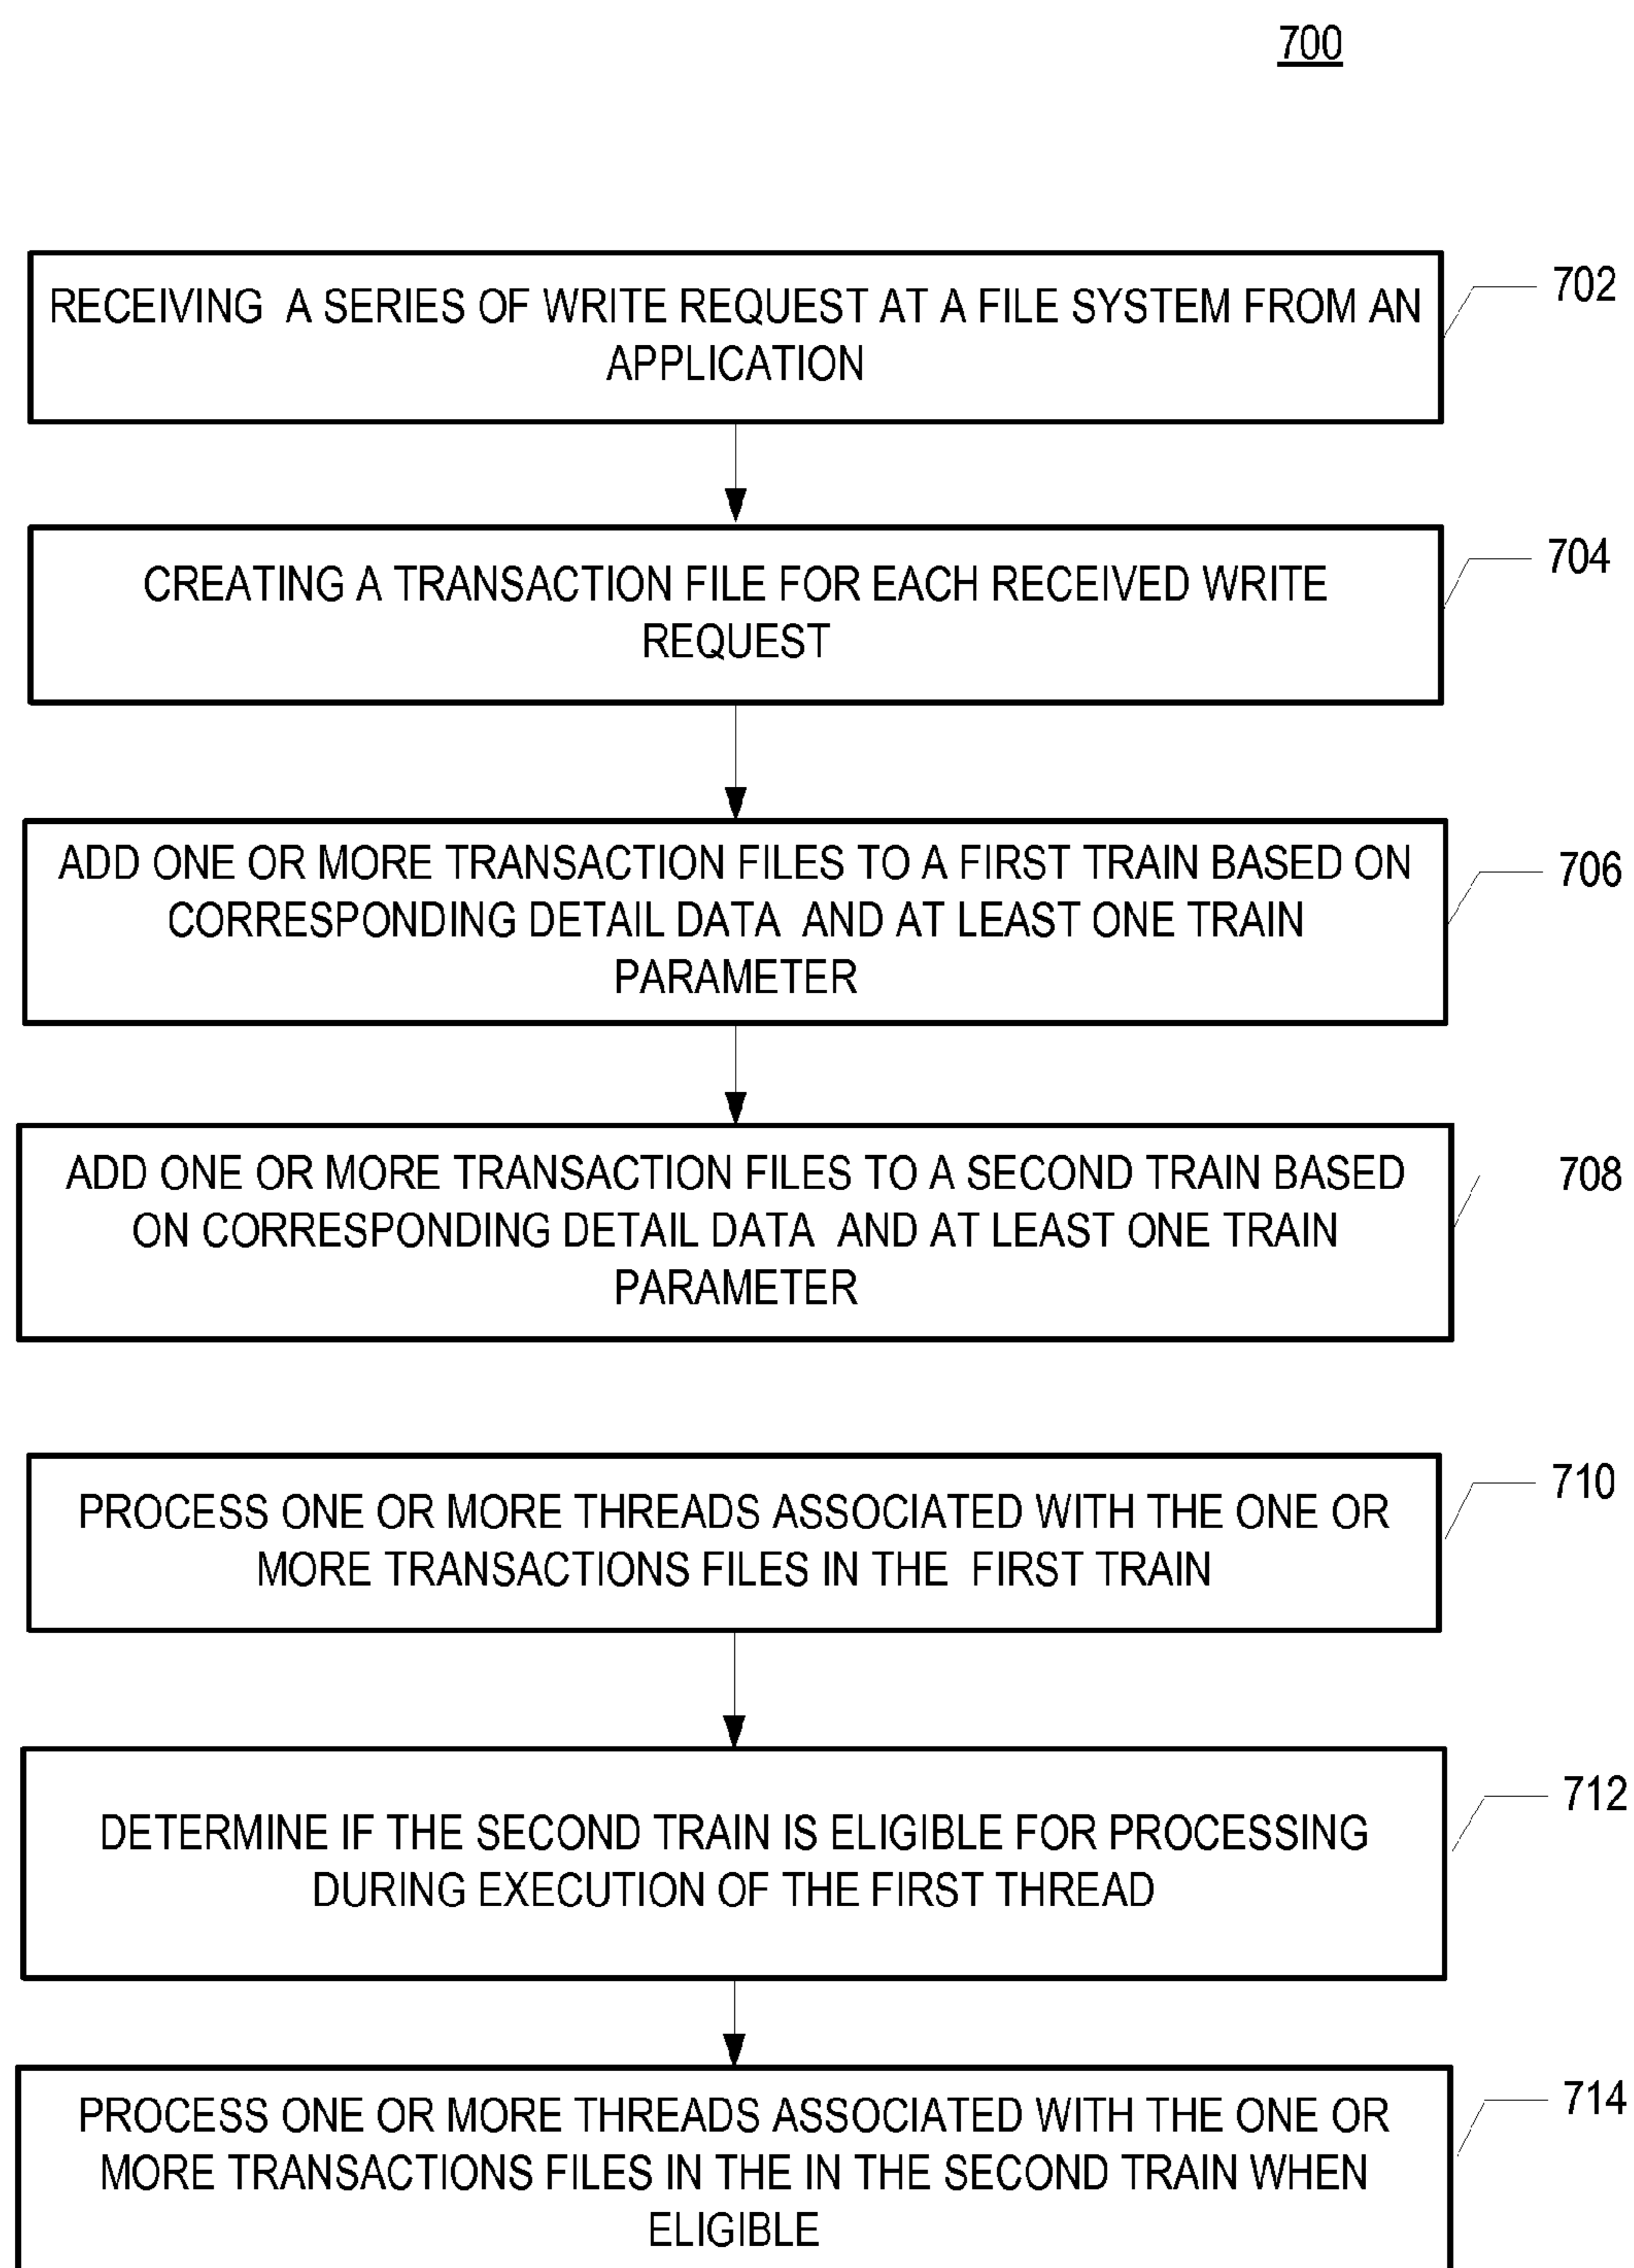 700
RECEIVING A SERIES OF WRITE REQUEST AT A FILE SYSTEM FROM AN
APPLICATION
702
CREATING A TRANSACTION FILE FOR EACH RECEIVED WRITE
REQUEST
704
ADD ONE OR MORE TRANSACTION FILES TO A FIRST TRAIN BASED ON
CORRESPONDING DETAIL DATA AND AT LEAST ONE TRAIN
PARAMETER
706
ADD ONE OR MORE TRANSACTION FILES TO A SECOND TRAIN BASED
ON CORRESPONDING DETAIL DATA AND AT LEAST ONE TRAIN
PARAMETER
708
PROCESS ONE OR MORE THREADS ASSOCIATED WITH THE ONE OR
MORE TRANSACTIONS FILES IN THE FIRST TRAIN
710
DETERMINE IF THE SECOND TRAIN IS ELIGIBLE FOR PROCESSING
DURING EXECUTION OF THE FIRST THREAD
712
PROCESS ONE OR MORE THREADS ASSOCIATED WITH THE ONE OR
MORE TRANSACTIONS FILES IN THE IN THE SECOND TRAIN WHEN
ELIGIBLE
714